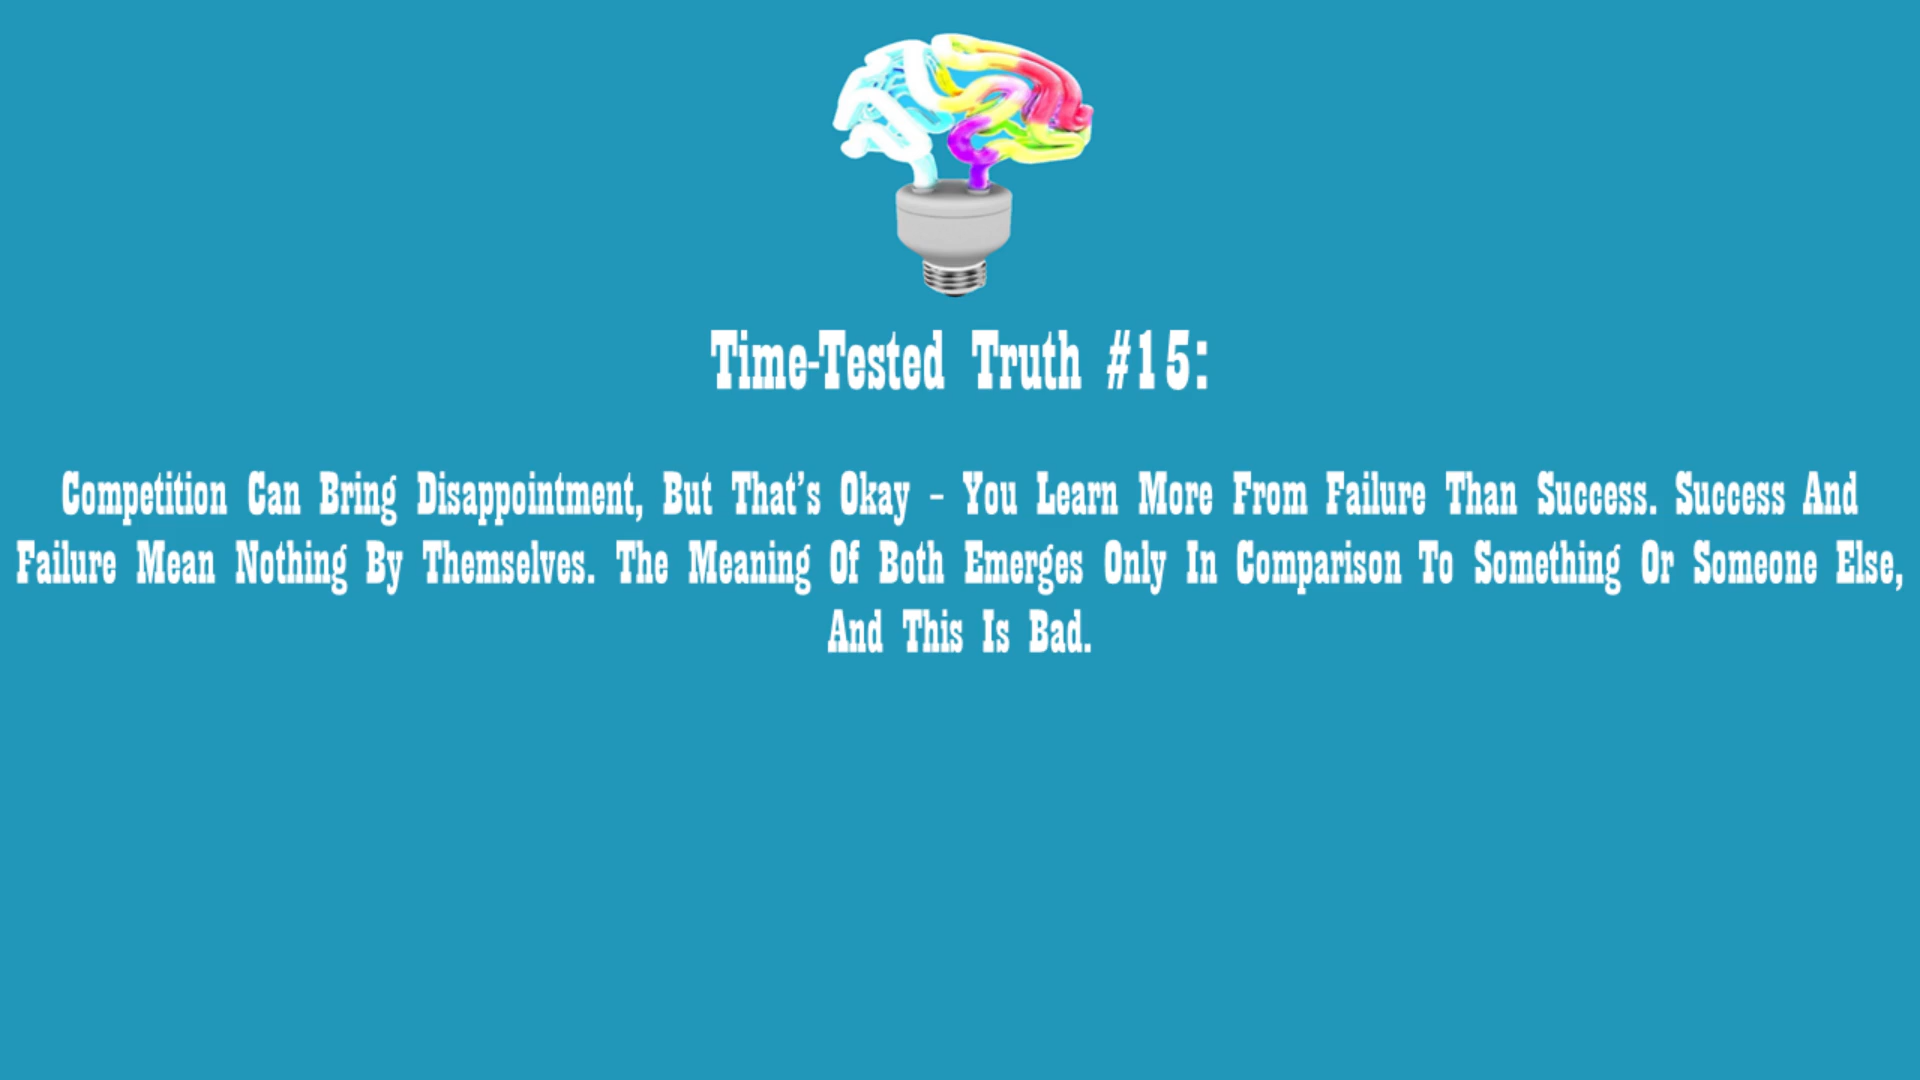 Time-Tested Truth #15:
Competition Can Bring Disappointment, But That's Okay – You Learn More From Failure Than Success. Success And
Failure Mean Nothing By Themselves. The Meaning Of Both Emerges Only In Comparison To Something Or Someone Else,
And This Is Bad.